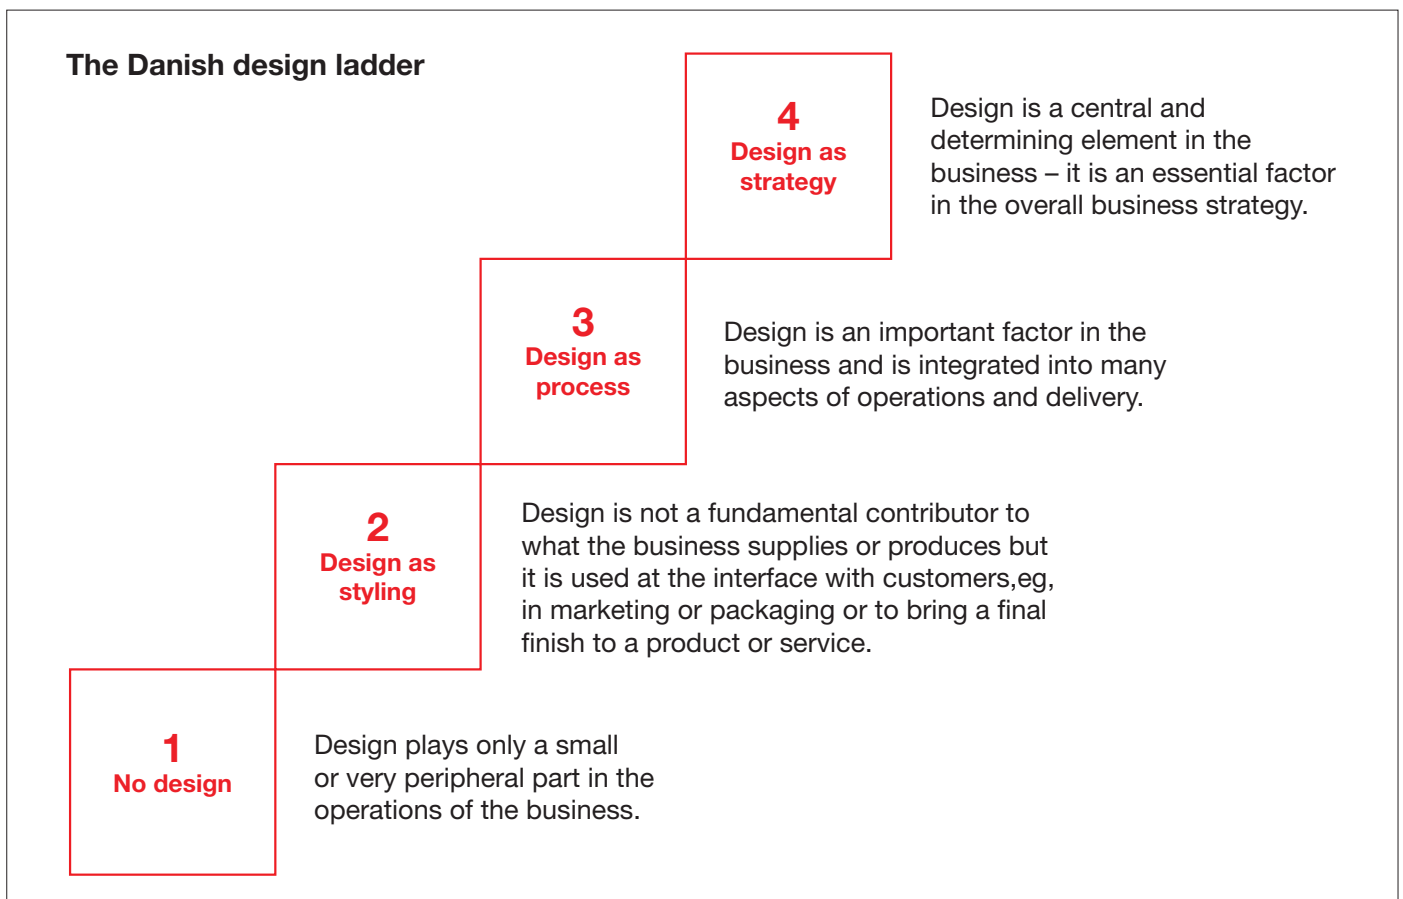 The Danish design ladder
4
Design as
strategy
Design is a central and
determining element in the
business – it is an essential factor
in the overall business strategy.
3
Design as
process
Design is an important factor in the
business and is integrated into many
aspects of operations and delivery.
2
Design as
styling
Design is not a fundamental contributor to
what the business supplies or produces but
it is used at the interface with customers,eg,
in marketing or packaging or to bring a final
finish to a product or service.
1
No design
Design plays only a small
or very peripheral part in the
operations of the business.